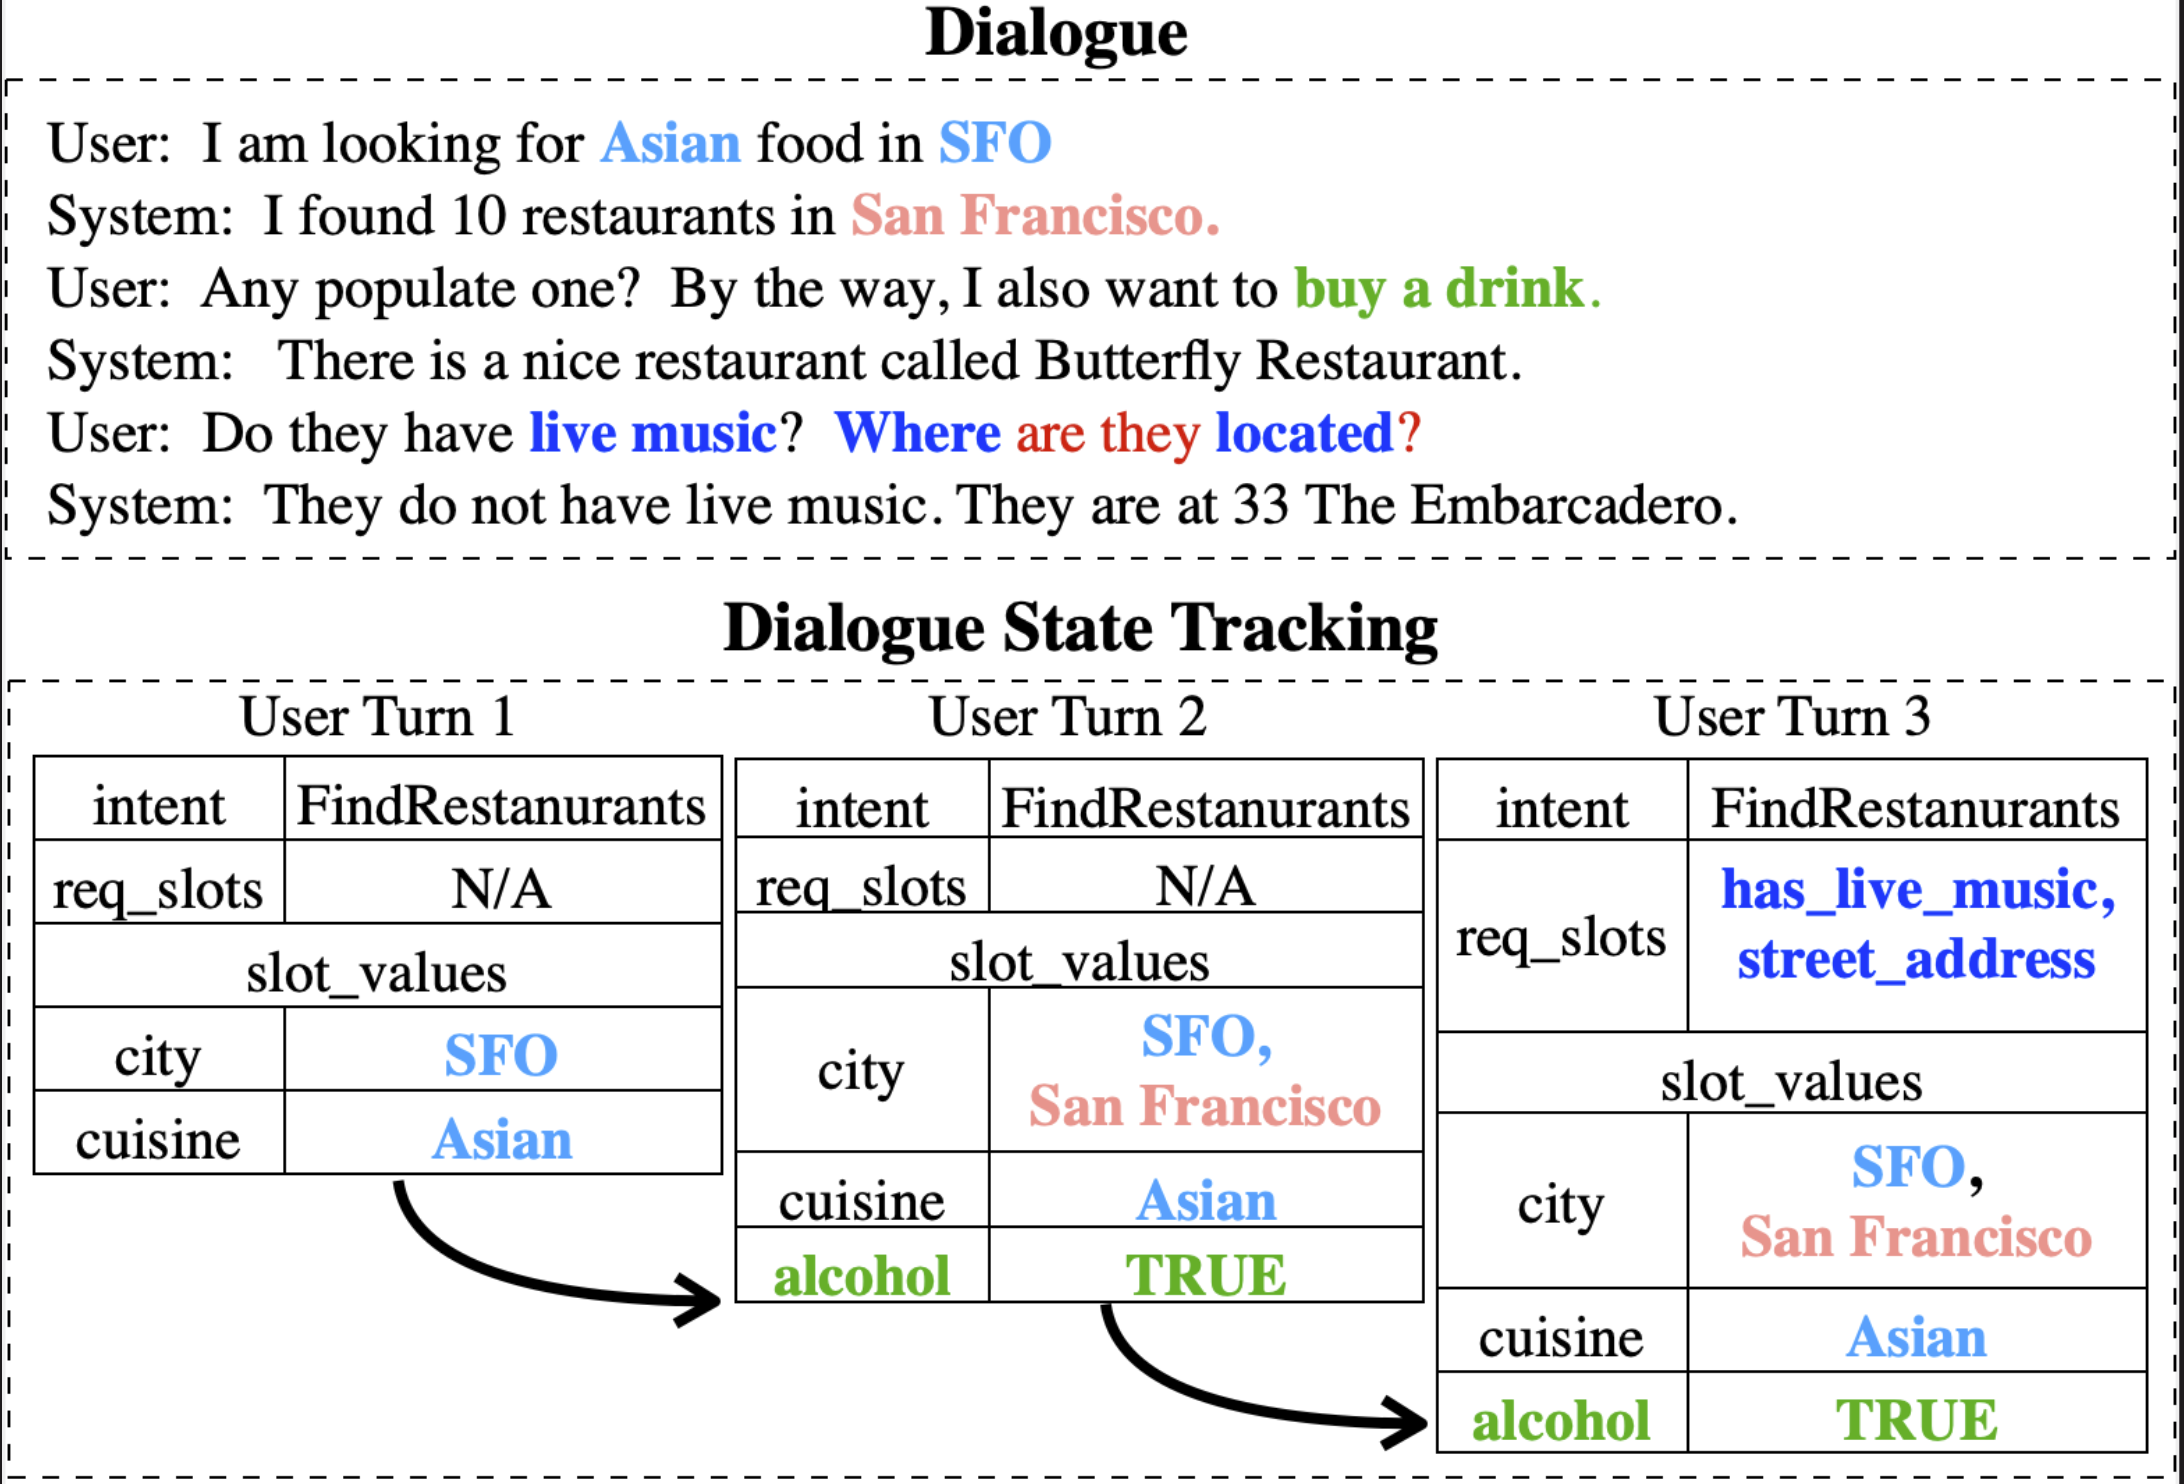 Dialogue
User: I am looking for Asian food in SFO
System: I found 10 restaurants in San Francisco.
User: Any populate one? By the way, I also want to buy a drink.
System: There is a nice restaurant called Butterfly Restaurant.
User: Do they have live music? Where are they located?
System: They do not have live music. They are at 33 The Embarcadero.
Dialogue State Tracking
User Turn 1
intent FindRestanurants
req_slots N/A
slot_values
city SFO
cuisine Asian
User Turn 2
intent FindRestanurants
req_slots N/A
slot_values
city SFO,
San Francisco
cuisine Asian
alcohol TRUE
User Turn 3
intent FindRestanurants
req_slots has_live_music,
street_address
slot_values
city SFO,
San Francisco
cuisine Asian
alcohol TRUE